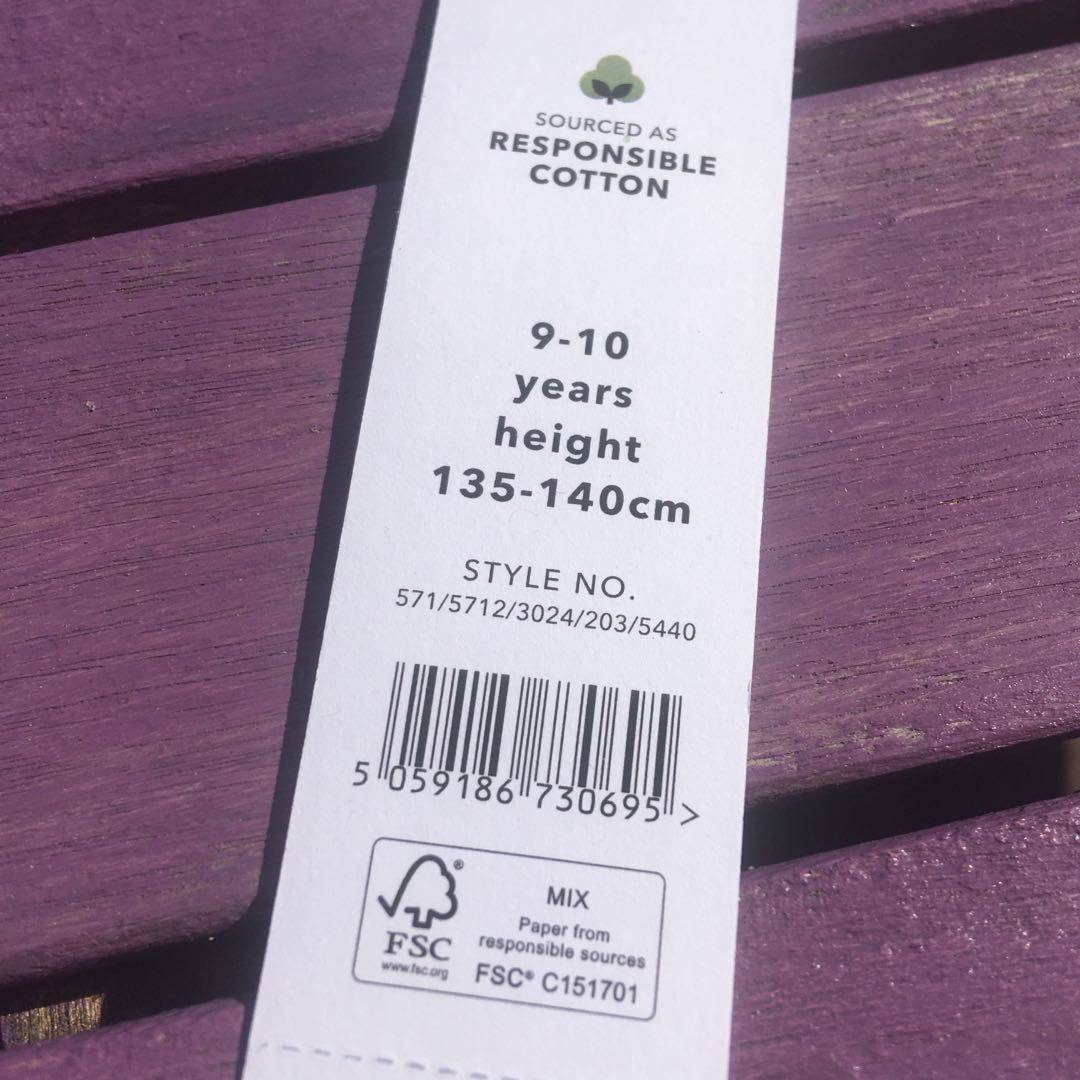 SOURCED AS
RESPONSIBLE
COTTON
9-10
years
height
135-140cm
STYLE NO.
571/5712/3024/203/5440
5 059186 730695 >
FSC®
www.fsc.org
MIX
Paper from
responsible sources
FSC® C151701